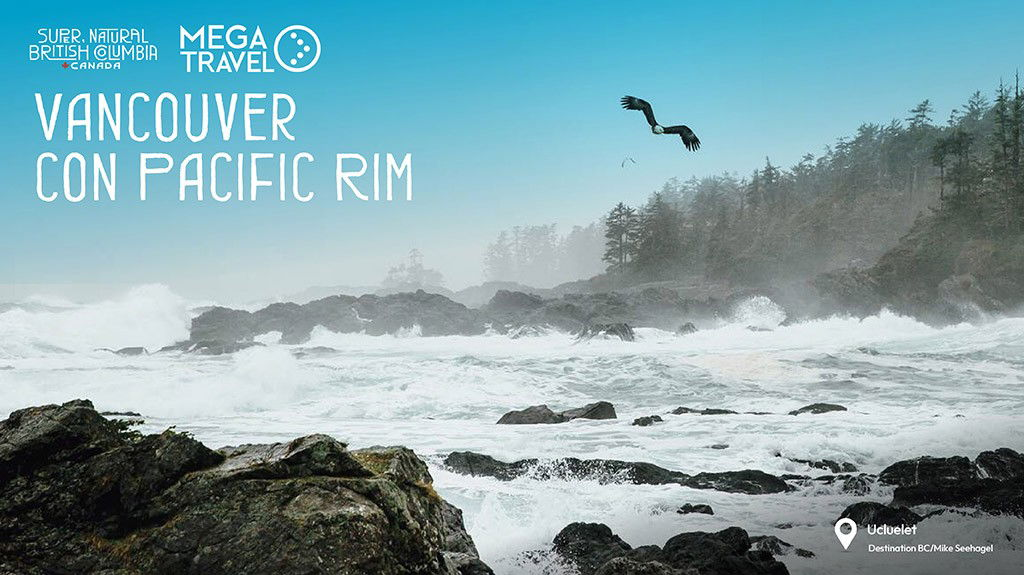 SUPER, NATURAL
BRITISH COLUMBIA
CANADA
MEGA
TRAVEL
VANCOUVER
CON PACIFIC RIM
Ucluelet
Destination BC/Mike Seehagel